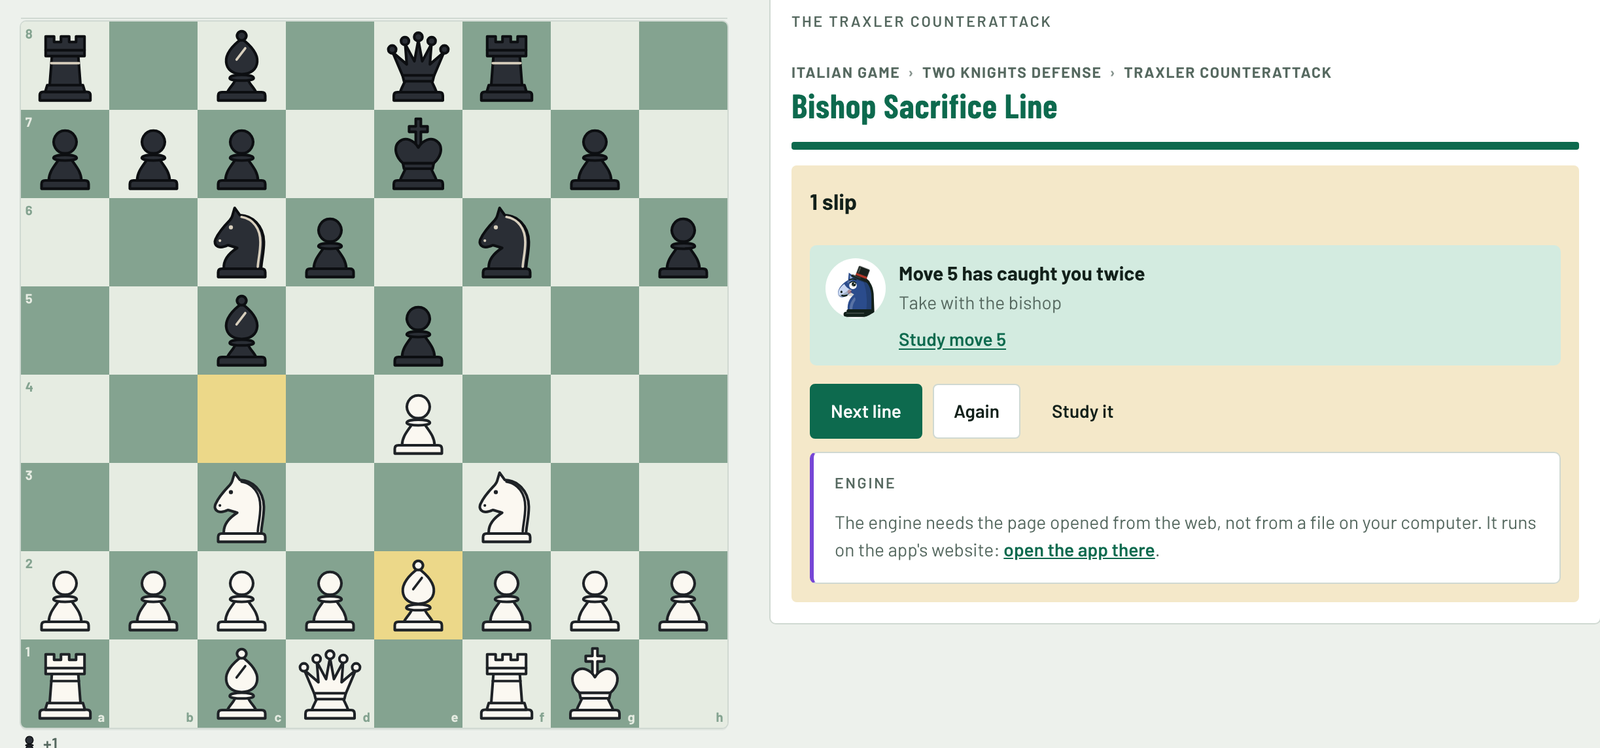 8
7
6
5
4
3
2
1
a
b
c
d
e
f
g
h
+1
THE TRAXLER COUNTERATTACK
ITALIAN GAME › TWO KNIGHTS DEFENSE › TRAXLER COUNTERATTACK
Bishop Sacrifice Line
1 slip
Move 5 has caught you twice
Take with the bishop
Study move 5
Next line
Again
Study it
ENGINE
The engine needs the page opened from the web, not from a file on your computer. It runs
on the app's website: open the app there.